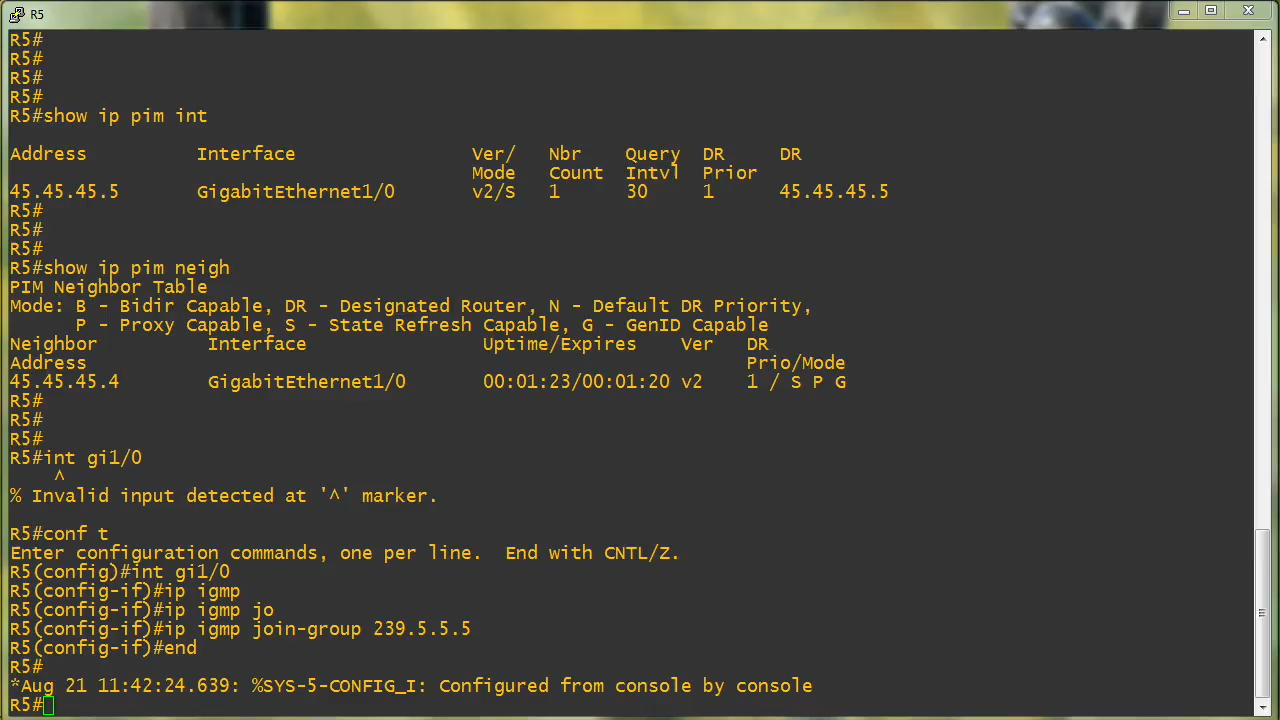 R5
R5#
R5#
R5#
R5#
R5#show ip pim int
Address Interface Ver/ Nbr Query DR DR
Mode Count Intvl Prior
45.45.45.5 GigabitEthernet1/0 v2/S 1 30 1 45.45.45.5
R5#
R5#
R5#
R5#show ip pim neigh
PIM Neighbor Table
Mode: B - Bidir Capable, DR - Designated Router, N - Default DR Priority,
P - Proxy Capable, S - State Refresh Capable, G - GenID Capable
Neighbor Interface Uptime/Expires Ver DR
Address Prio/Mode
45.45.45.4 GigabitEthernet1/0 00:01:23/00:01:20 v2 1 / S P G
R5#
R5#
R5#
R5#int gi1/0
^
% Invalid input detected at '^' marker.
R5#conf t
Enter configuration commands, one per line. End with CNTL/Z.
R5(config)#int gi1/0
R5(config-if)#ip igmp
R5(config-if)#ip igmp jo
R5(config-if)#ip igmp join-group 239.5.5.5
R5(config-if)#end
R5#
*Aug 21 11:42:24.639: %SYS-5-CONFIG_I: Configured from console by console
R5#